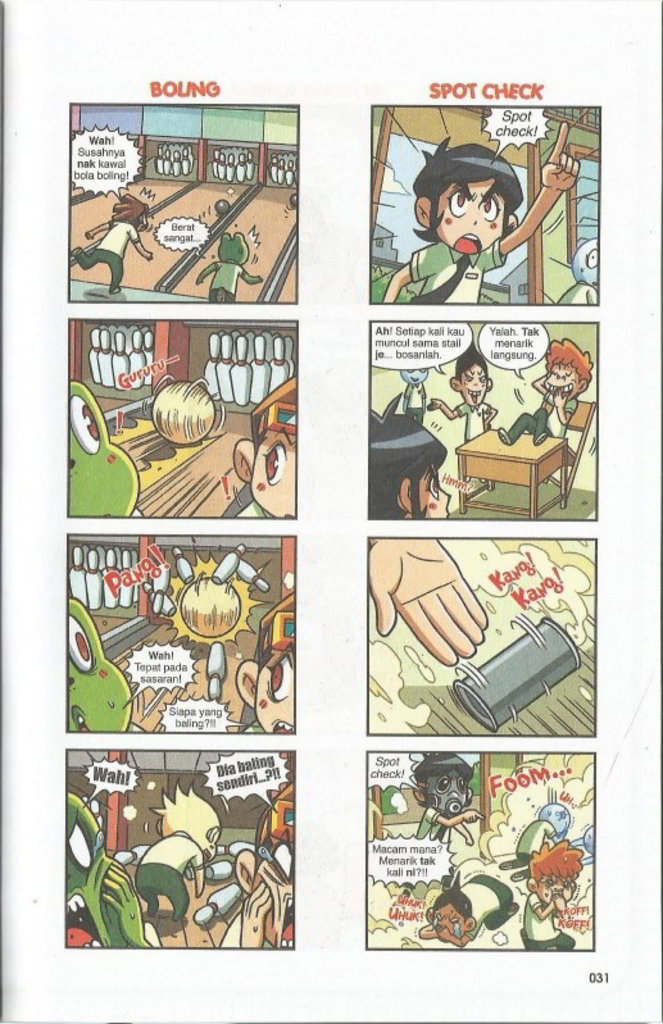 BOLING
Wah!
Susahnya
nak kawal
bola boling!
Berat
sangat...
Gururu—
!
!
Pang!!
Wah!
Tepat pada
sasaran!
Siapa yang
baling?!!
Wah!
Dia baling
sendiri...?!!
SPOT CHECK
Spot
check!
Ah! Setiap kali kau
muncul sama stail
je... bosanlah.
Yalah. Tak
menarik
langsung.
Hmm?
Kang!
Kang!
Spot
check!
FOOM...
Uh..
Macam mana?
Menarik tak
kali ni?!!
UHUK!
UHUK!
KOFF!
KOFF!
031